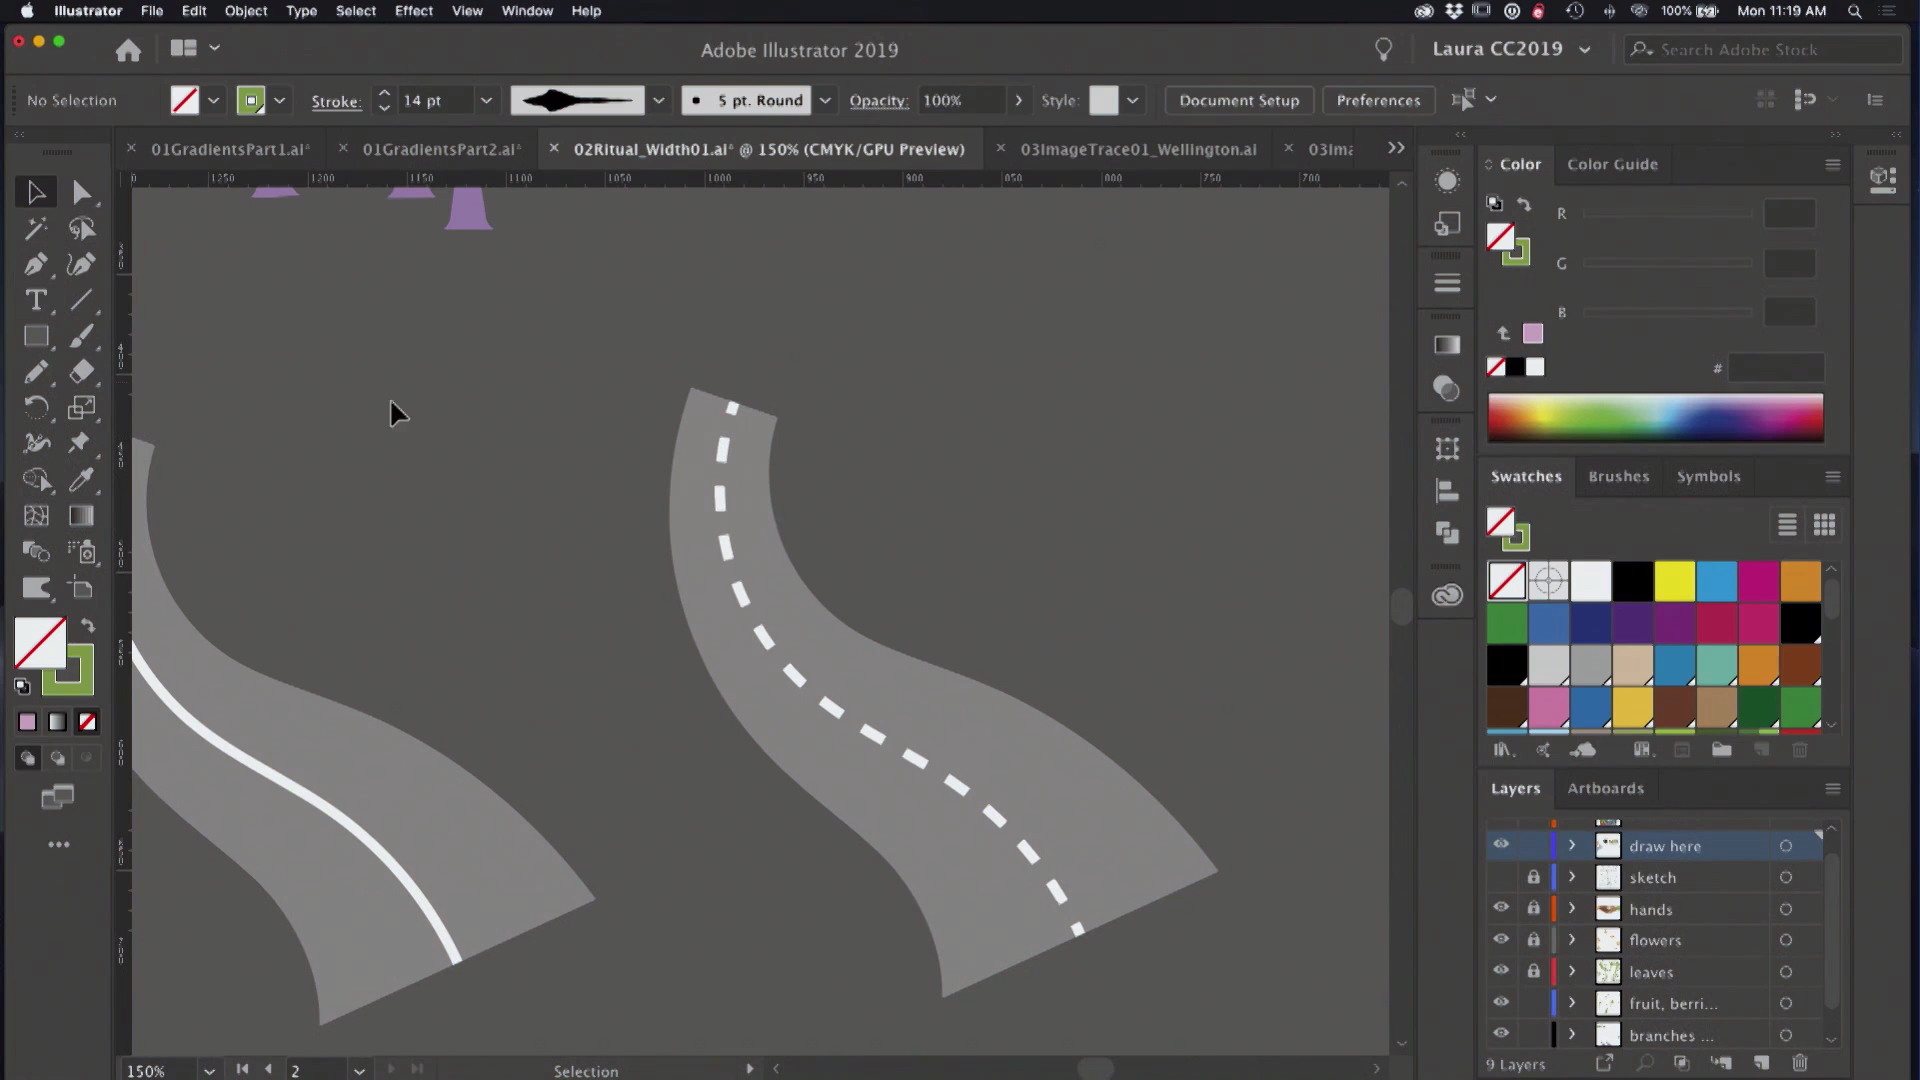 Illustrator File Edit Object Type Select Effect View Window Help 100% Mon 11:19 AM
Adobe Illustrator 2019 Laura CC2019 Search Adobe Stock
No Selection Stroke: 14 pt 5 pt. Round Opacity: 100% Style: Document Setup Preferences
01GradientsPart1.ai* 01GradientsPart2.ai* 02Ritual_Width01.ai* @ 150% (CMYK/GPU Preview) 03ImageTrace01_Wellington.ai 03Ima
1250 1200 1150 1100 1050 1000 950 900 850 800 750 700
Color Color Guide
R
G
B
#
Swatches Brushes Symbols
Layers Artboards
draw here
sketch
hands
flowers
leaves
fruit, berri...
branches ...
9 Layers
150% 2 Selection